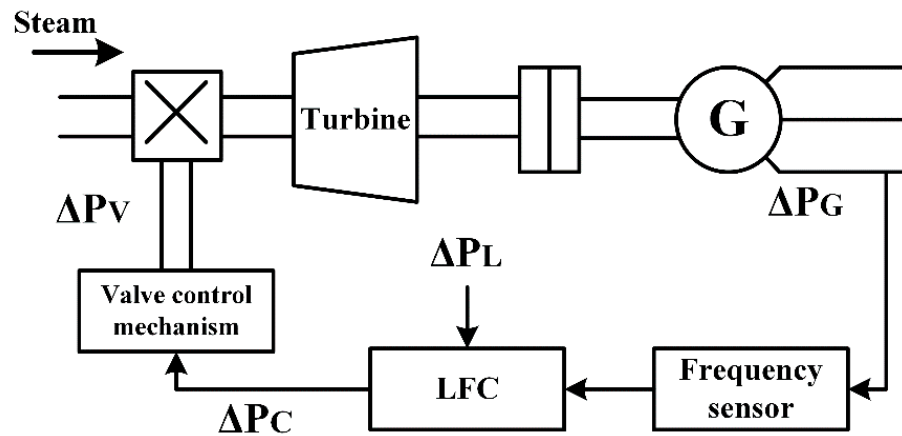 Steam
Turbine
G
ΔPV
ΔPG
ΔPL
Valve control
mechanism
LFC
Frequency
sensor
ΔPC